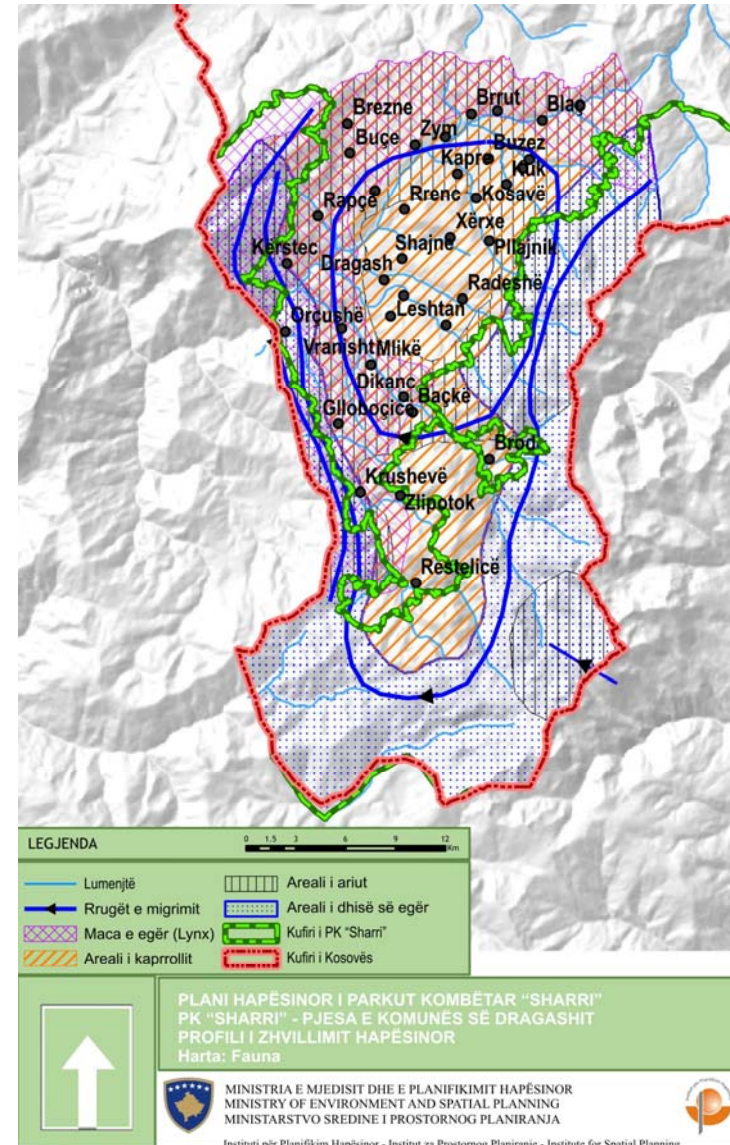 Brezne
Brrut
Blaç
Buçe
Zym
Buzez
Kapre
Kuk
Rapçë
Rrenc
Kosavë
Xërxe
Kërstec
Shajne
Pllajnik
Dragash
Radeshë
Orçushë
Leshtan
Vranisht
Mlikë
Dikanc
Baçkë
Glloboçicë
Brod
Krushevë
Zlipotok
Restelicë
LEGJENDA
0 1.5 3 6 9 12
Km
Lumenjtë
Rrugët e migrimit
Maca e egër (Lynx)
Areali i kaprrollit
Areali i ariut
Areali i dhisë së egër
Kufiri i PK “Sharri”
Kufiri i Kosovës
PLANI HAPËSINOR I PARKUT KOMBËTAR “SHARRI”
PK “SHARRI” - PJESA E KOMUNËS SË DRAGASHIT
PROFILI I ZHVILLIMIT HAPËSINOR
Harta: Fauna
MINISTRIA E MJEDISIT DHE E PLANIFIKIMIT HAPËSINOR
MINISTRY OF ENVIRONMENT AND SPATIAL PLANNING
MINISTARSTVO SREDINE I PROSTORNOG PLANIRANJA
Instituti për Planifikim Hapësinor - Institut za Prostorno Planiranje - Institute for Spatial Planning